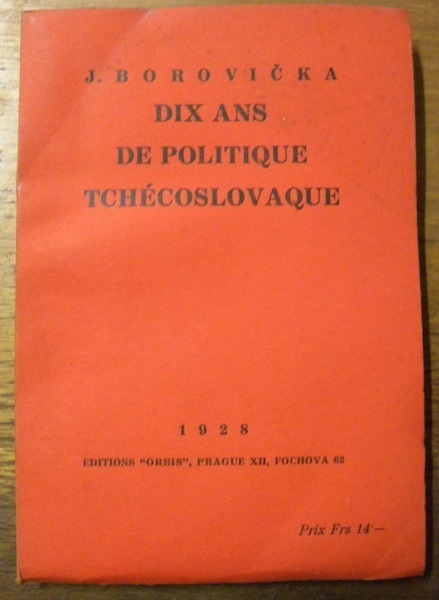 J. BOROVIČKA
DIX ANS
DE POLITIQUE
TCHÉCOSLOVAQUE
1928
EDITIONS "ORBIS", PRAGUE XII, FOCHOVA 62
Prix Frs 14·—